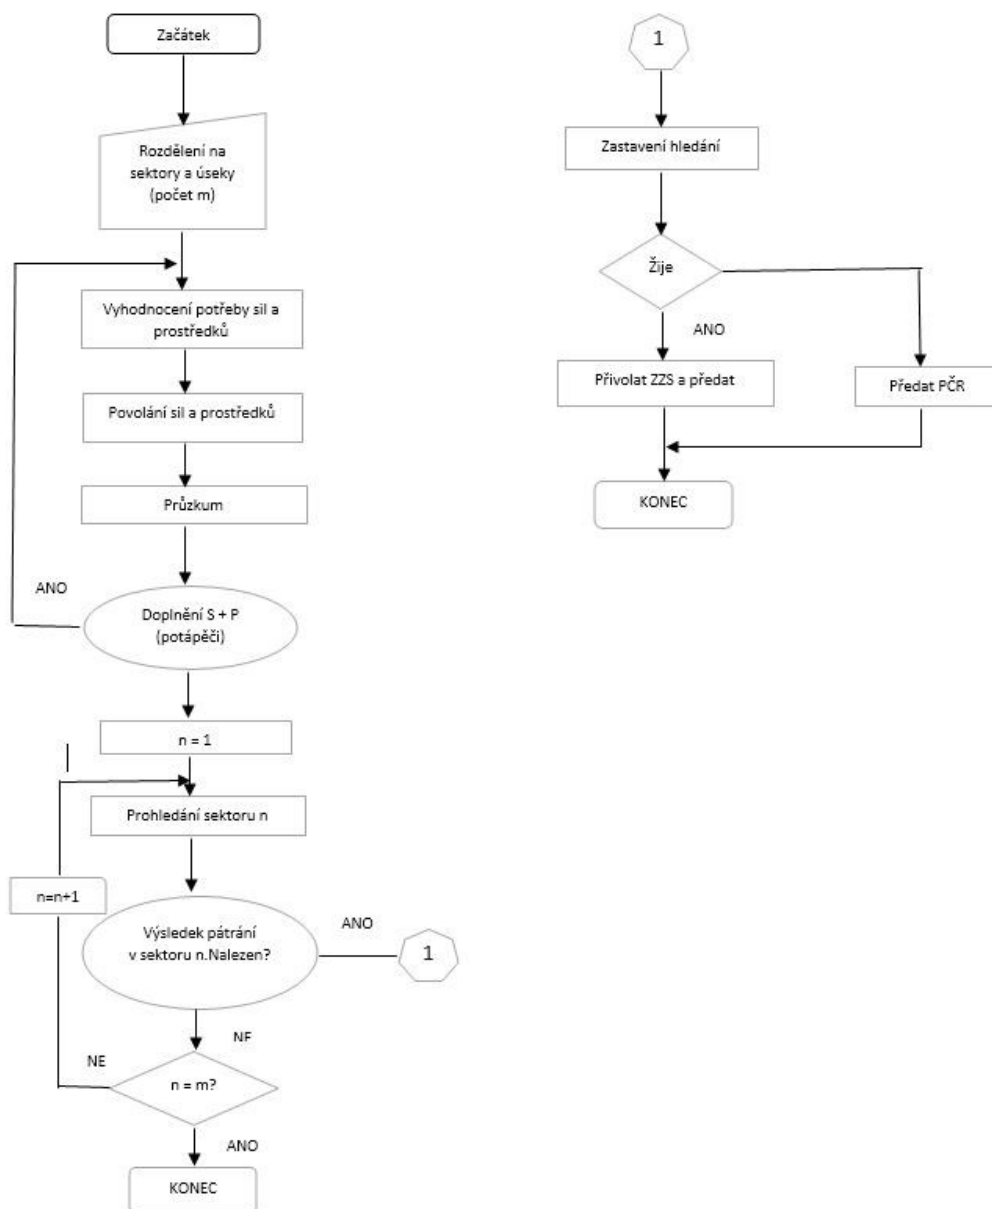 Začátek
Rozdělení na
sektory a úseky
(počet m)
Vyhodnocení potřeby sil a
prostředků
Povolání sil a prostředků
Průzkum
ANO
Doplnění S + P
(potápěči)
n = 1
Prohledání sektoru n
n=n+1
Výsledek pátrání
v sektoru n.Nalezen?
ANO
1
NE
NE
n = m?
ANO
KONEC
1
Zastavení hledání
Žije
ANO
Přivolat ZZS a předat
Předat PČR
KONEC